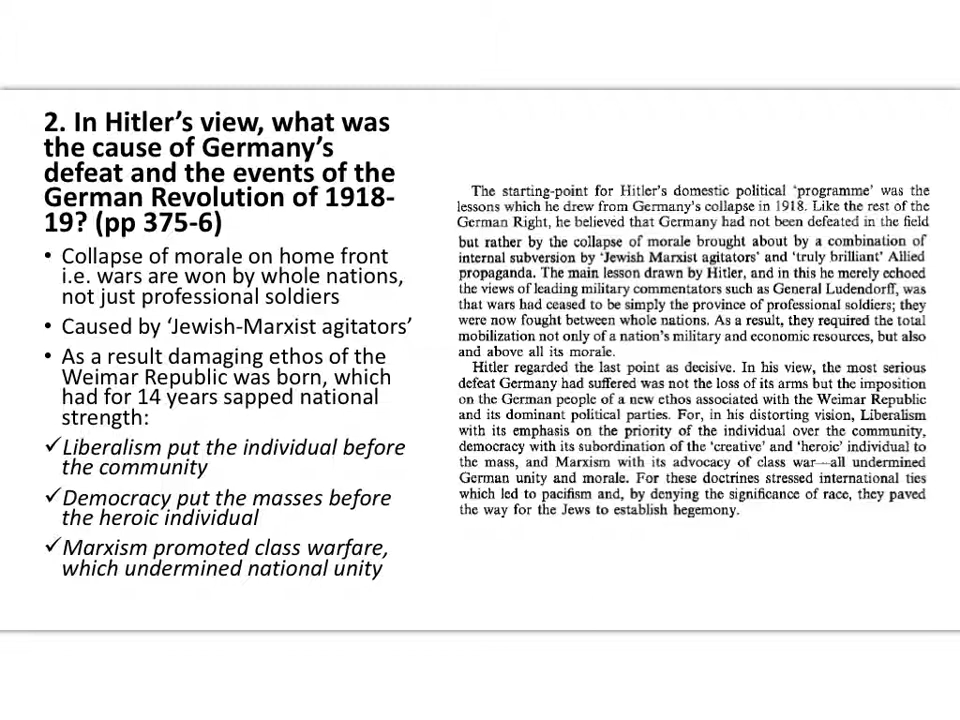 2. In Hitler's view, what was
the cause of Germany's
defeat and the events of the
German Revolution of 1918-
19? (pp 375-6)
• Collapse of morale on home front
i.e. wars are won by whole nations,
not just professional soldiers
• Caused by 'Jewish-Marxist agitators'
• As a result damaging ethos of the
Weimar Republic was born, which
had for 14 years sapped national
strength:
✓Liberalism put the individual before
the community
✓Democracy put the masses before
the heroic individual
✓Marxism promoted class warfare,
which undermined national unity
The starting-point for Hitler's domestic political 'programme' was the
lessons which he drew from Germany's collapse in 1918. Like the rest of the
German Right, he believed that Germany had not been defeated in the field
but rather by the collapse of morale brought about by a combination of
internal subversion by 'Jewish Marxist agitators' and 'truly brilliant' Allied
propaganda. The main lesson drawn by Hitler, and in this he merely echoed
the views of leading military commentators such as General Ludendorff, was
that wars had ceased to be simply the province of professional soldiers; they
were now fought between whole nations. As a result, they required the total
mobilization not only of a nation's military and economic resources, but also
and above all its morale.
Hitler regarded the last point as decisive. In his view, the most serious
defeat Germany had suffered was not the loss of its arms but the imposition
on the German people of a new ethos associated with the Weimar Republic
and its dominant political parties. For, in his distorting vision, Liberalism
with its emphasis on the priority of the individual over the community,
democracy with its subordination of the 'creative' and 'heroic' individual to
the mass, and Marxism with its advocacy of class war—all undermined
German unity and morale. For these doctrines stressed international ties
which led to pacifism and, by denying the significance of race, they paved
the way for the Jews to establish hegemony.